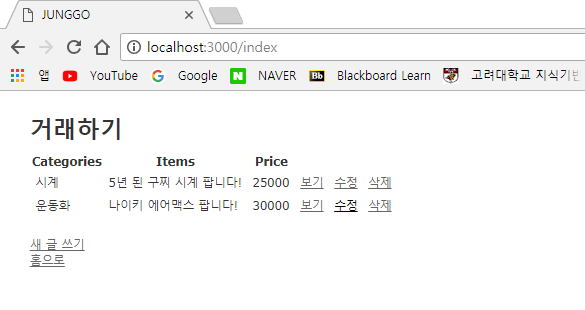 JUNGGO
localhost:3000/index
앱 YouTube Google NAVER Bb Blackboard Learn 고려대학교 지식기반
거래하기
Categories Items Price
시계 5년 된 구찌 시계 팝니다! 25000 보기 수정 삭제
운동화 나이키 에어맥스 팝니다! 30000 보기 수정 삭제
새 글 쓰기
홈으로